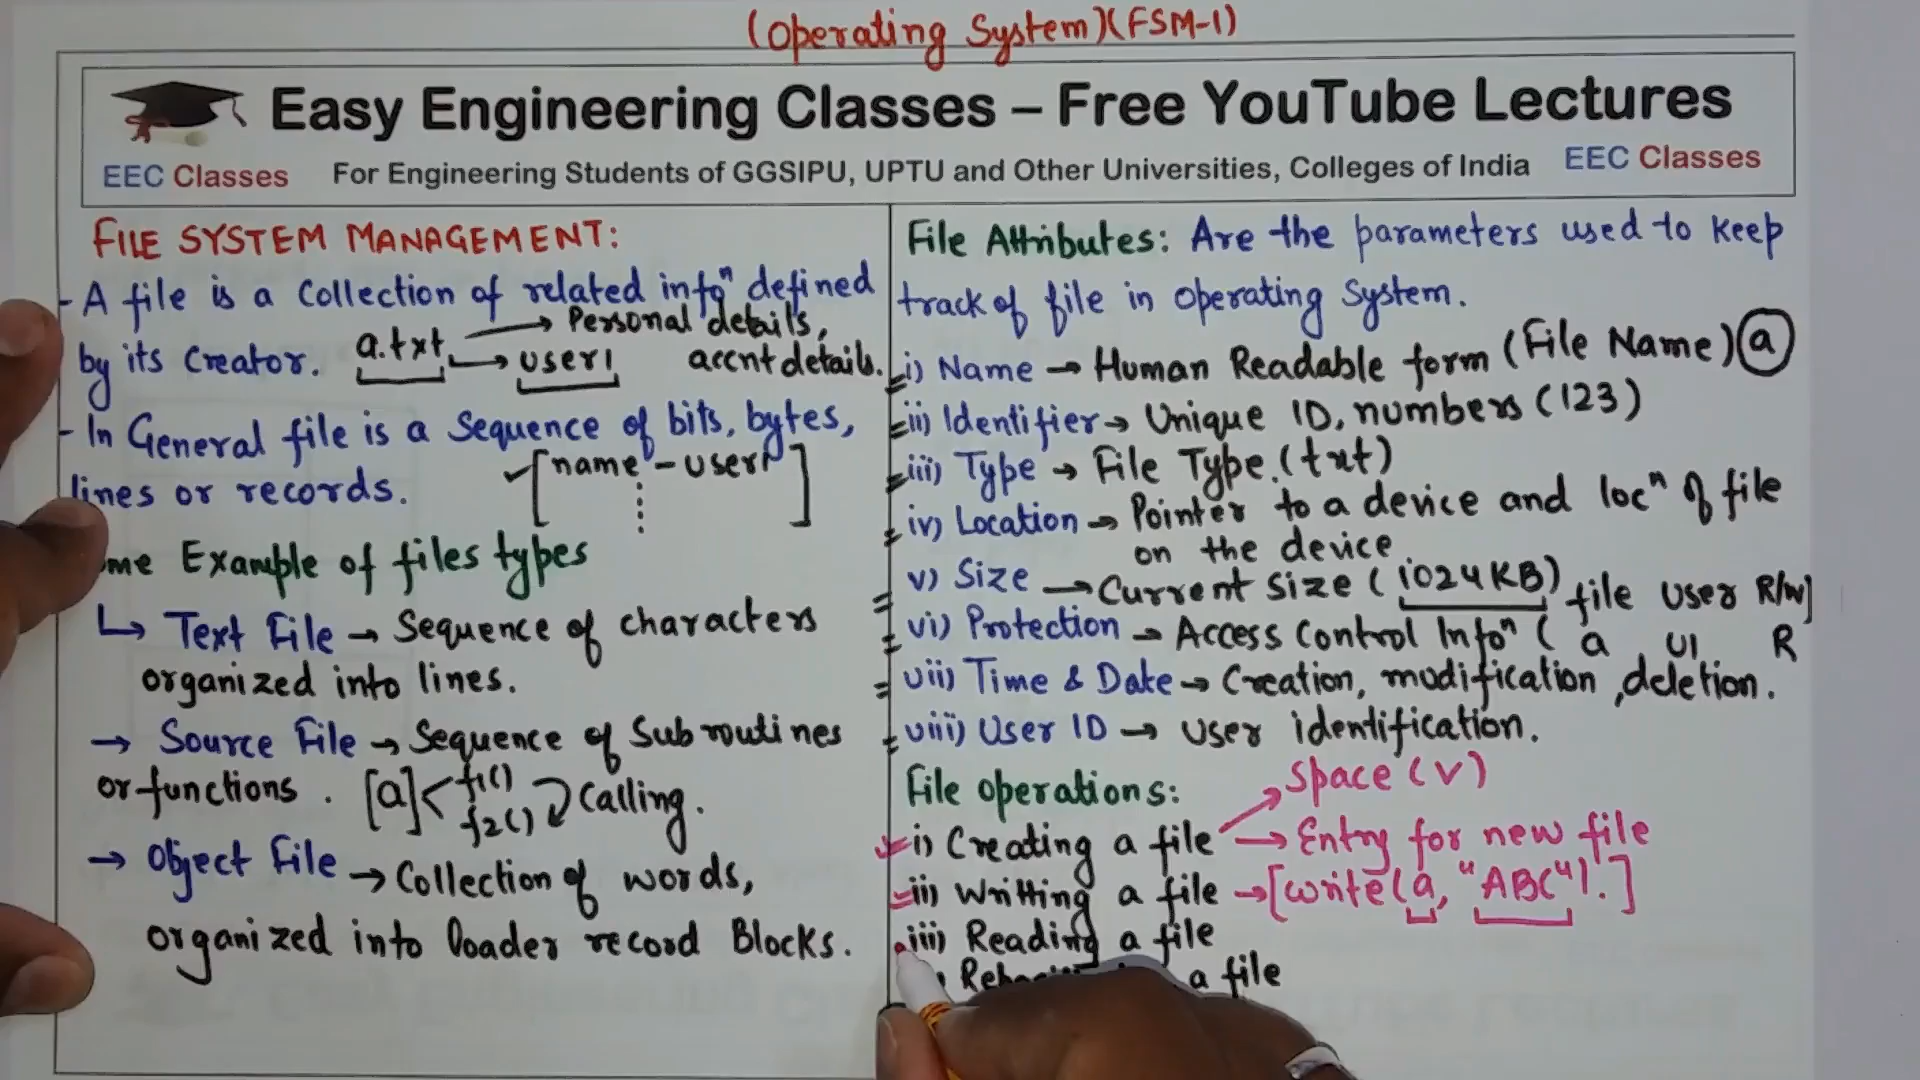 (Operating System)(FSM-1)
Easy Engineering Classes – Free YouTube Lectures
EEC Classes For Engineering Students of GGSIPU, UPTU and Other Universities, Colleges of India EEC Classes
FILE SYSTEM MANAGEMENT:
- A file is a Collection of related infoⁿ defined
by its Creator. a.txt → Personal details,
→ user1 accnt details.
- In General file is a sequence of bits, bytes,
lines or records. [name - user1
⋮ ]
me Example of files types
↳ Text File → Sequence of characters
organized into lines.
→ Source File → Sequence of Subroutines
or functions. [a] < f1()
f2() Calling.
→ Object File → Collection of words,
organized into loader record Blocks.
File Attributes: Are the parameters used to keep
track of file in operating System.
i) Name → Human Readable form (File Name) a
ii) Identifier → Unique ID, numbers (123)
iii) Type → File Type. (txt)
iv) Location → Pointer to a device and locⁿ of file
on the device.
v) Size → Current Size (1024KB) file user R/w]
vi) Protection → Access Control Infoⁿ ( a U1 R
vii) Time & Date → Creation, modification, deletion.
viii) User ID → user identification.
File operations: Space (V)
i) Creating a file → Entry for new file
ii) Writting a file → [write(a, "ABC").]
iii) Reading a file
a file